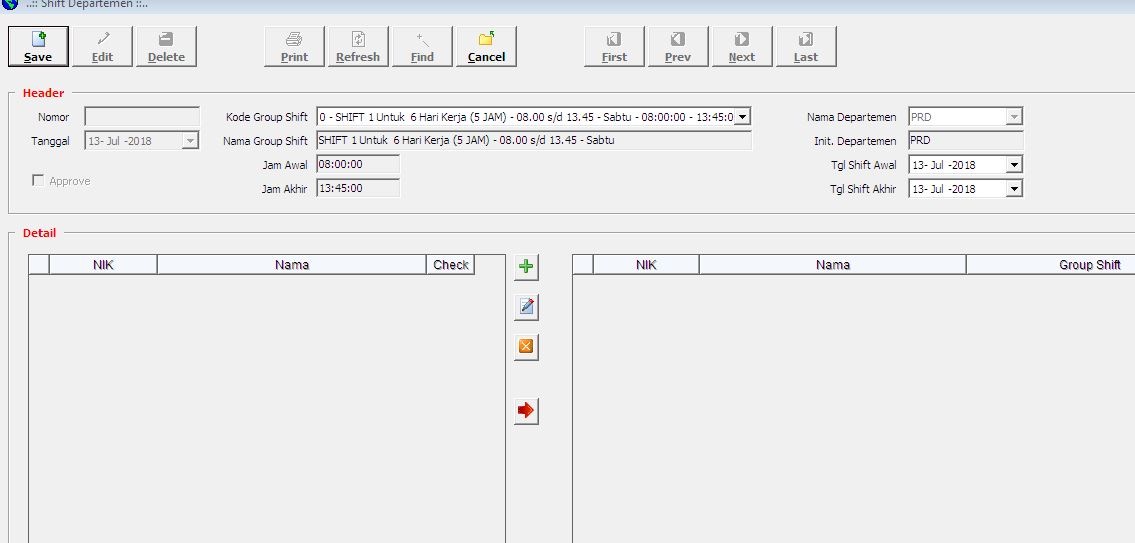 ..:: Shift Departemen ::..
Save Edit Delete Print Refresh Find Cancel First Prev Next Last
Header
Nomor Kode Group Shift 0 - SHIFT 1 Untuk 6 Hari Kerja (5 JAM) - 08.00 s/d 13.45 - Sabtu - 08:00:00 - 13:45:0 Nama Departemen PRD
Tanggal 13- Jul -2018 Nama Group Shift SHIFT 1 Untuk 6 Hari Kerja (5 JAM) - 08.00 s/d 13.45 - Sabtu Init. Departemen PRD
Jam Awal 08:00:00 Tgl Shift Awal 13- Jul -2018
Approve Jam Akhir 13:45:00 Tgl Shift Akhir 13- Jul -2018
Detail
NIK Nama Check NIK Nama Group Shift